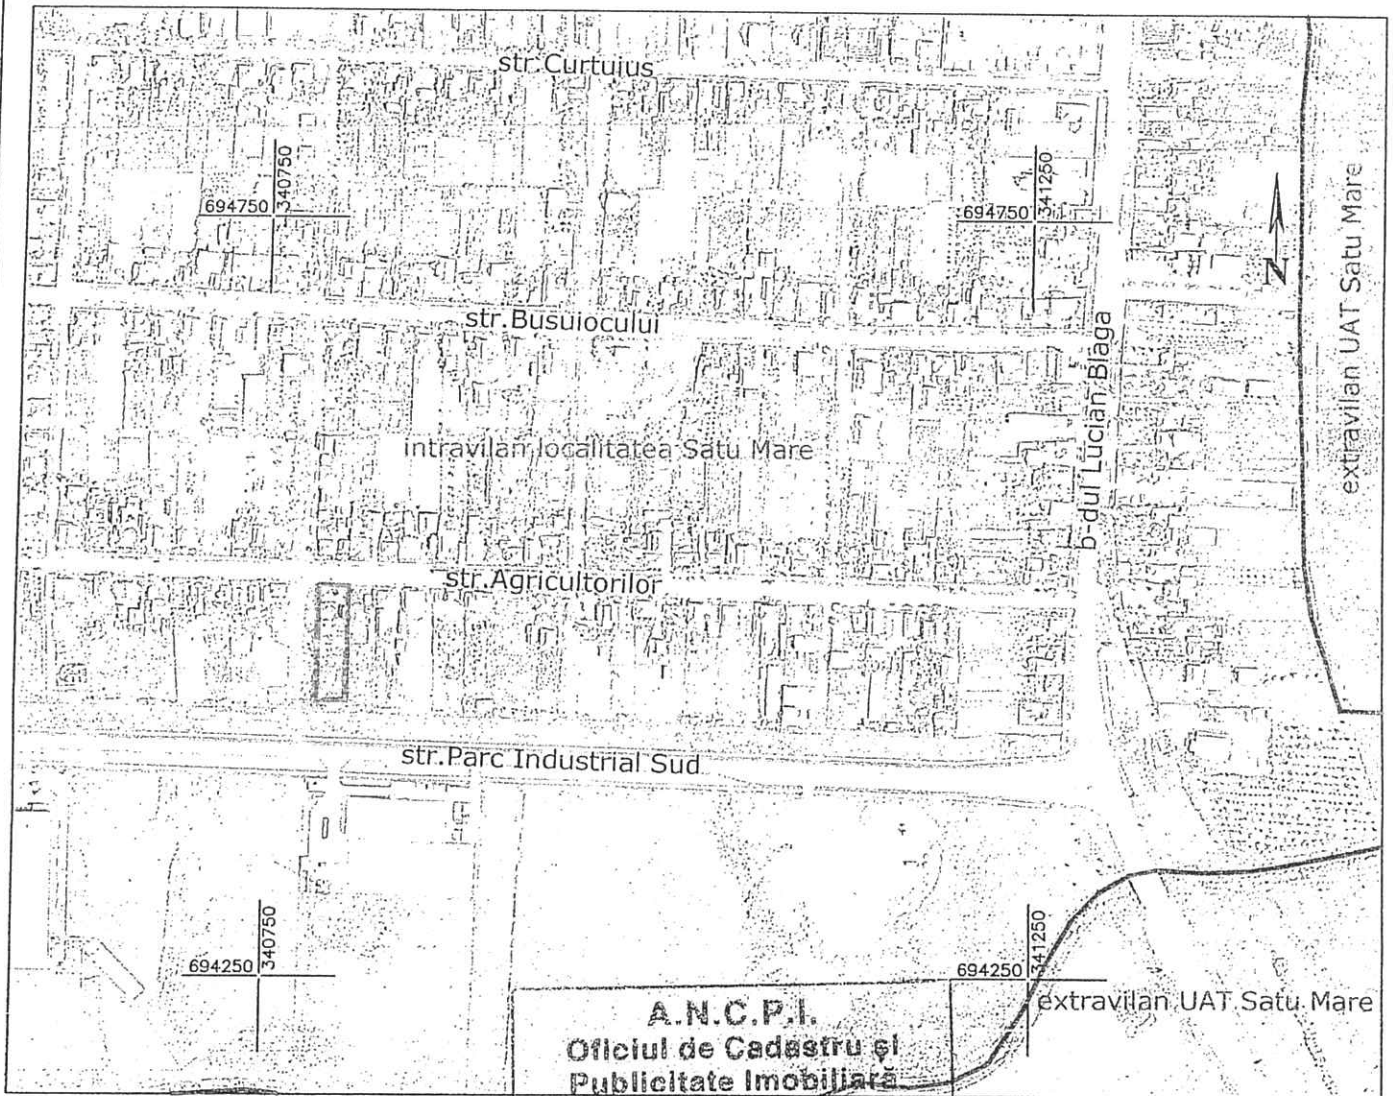 str.Curtuius
694750
340750
694750
341250
N
extravilan UAT Satu Mare
str.Busuiocului
b-dul Lucian Blaga
intravilan localitatea Satu Mare
str.Agricultorilor
str.Parc Industrial Sud
694250
340750
694250
341250
extravilan UAT Satu Mare
A.N.C.P.I.
Oficiul de Cadastru și
Publicitate Imobiliară